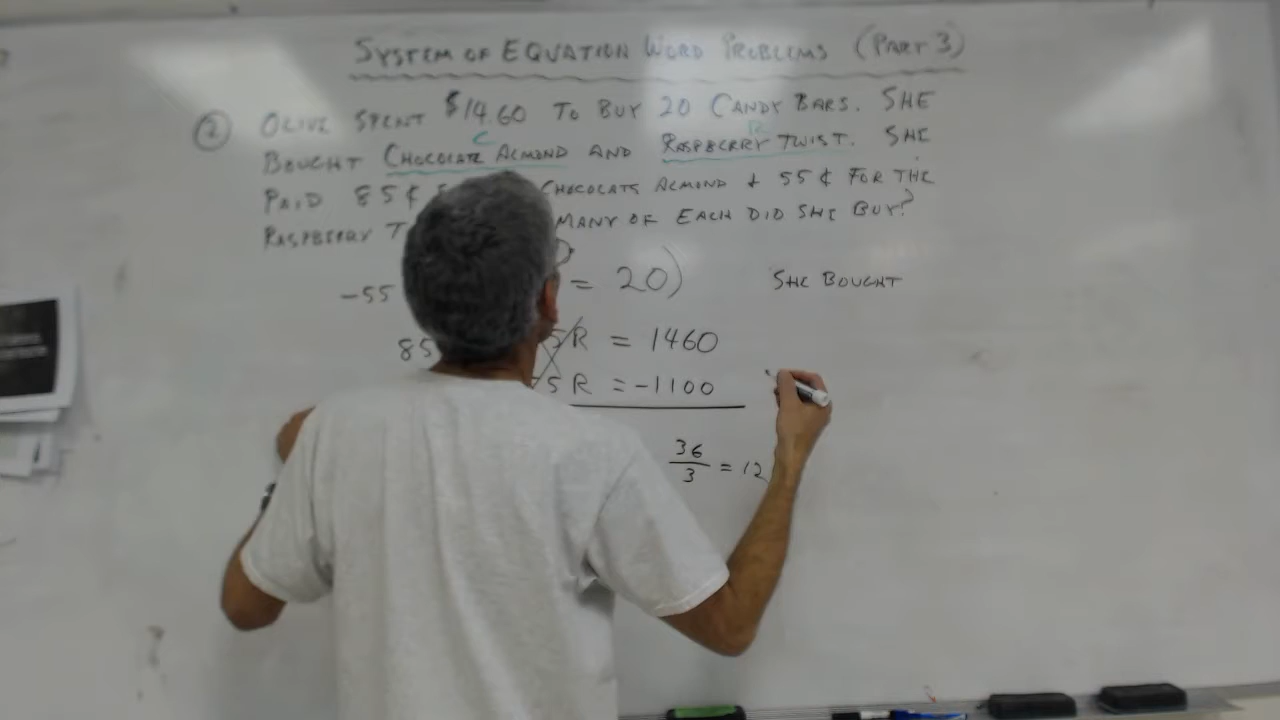 SYSTEM OF EQUATION WORD PROBLEMS (PART 3)
② OLIVE SPENT $14.60 TO BUY 20 CANDY BARS. SHE
C R
BOUGHT CHOCOLATE ALMOND AND RASPBERRY TWIST. SHE
PAID 85¢ CHOCOLATE ALMOND + 55¢ FOR THE
RASPBERRY T MANY OF EACH DID SHE BUY?
-55 = 20) SHE BOUGHT
85 5R = 1460
55R = -1100
36/3 = 12